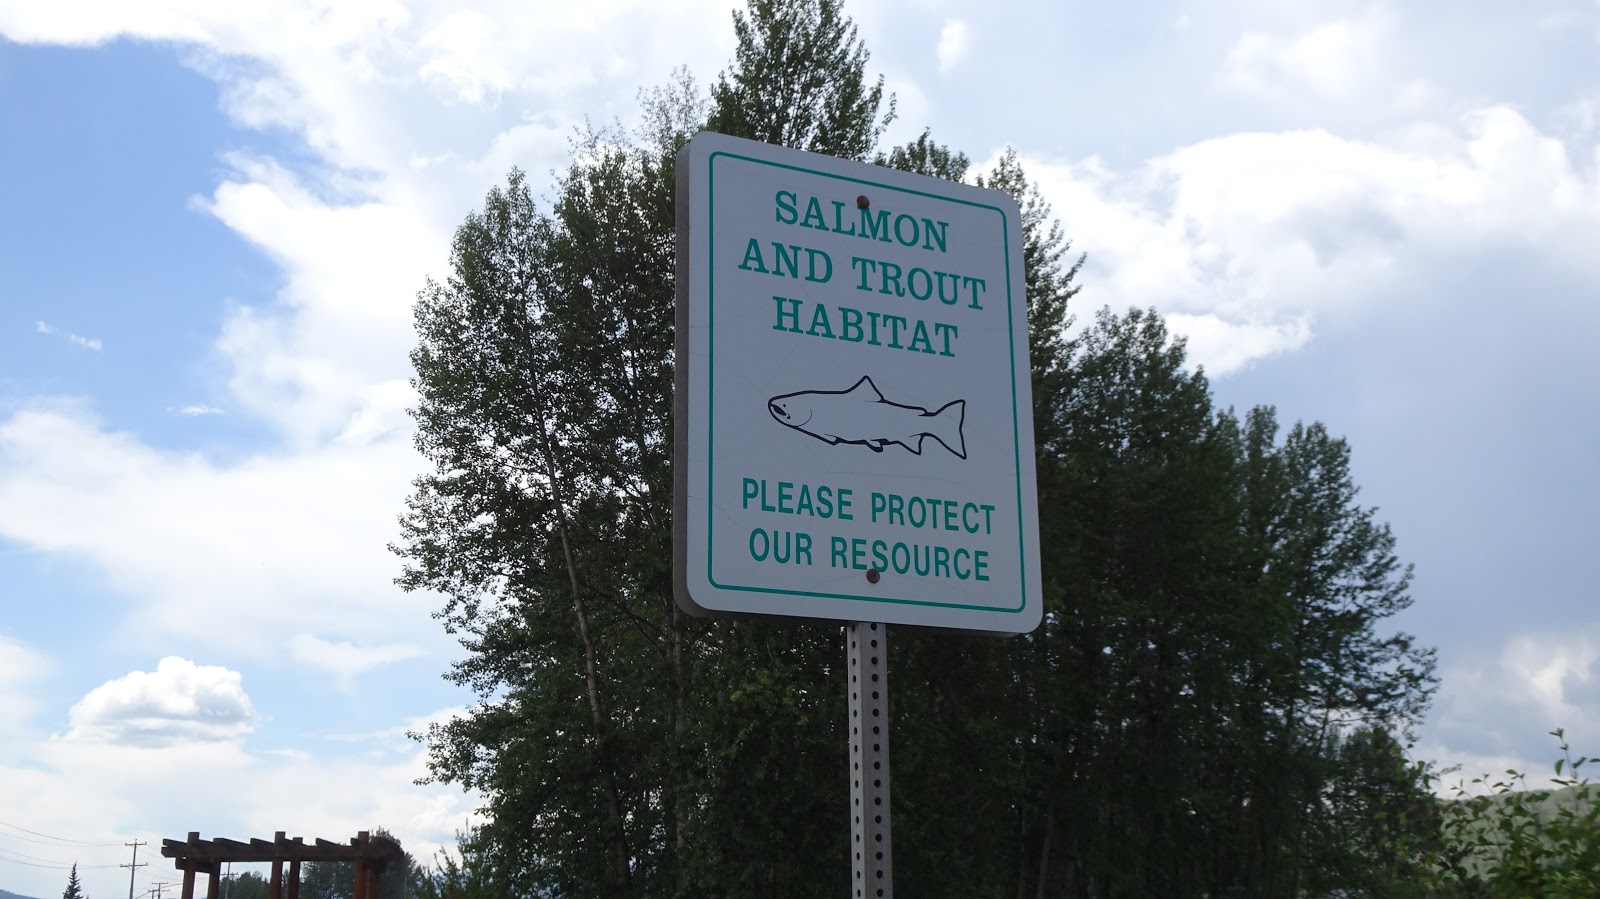 SALMON
AND TROUT
HABITAT
PLEASE PROTECT
OUR RESOURCE